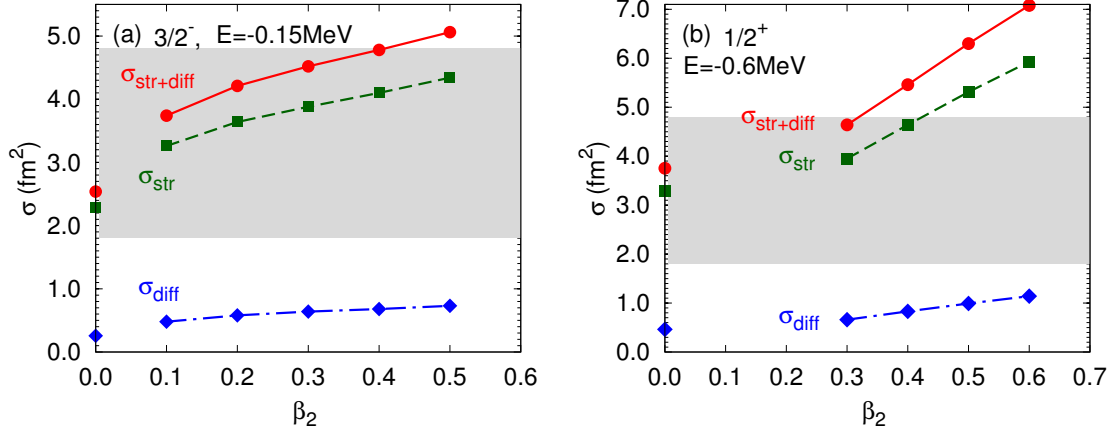 (a) 3/2⁻, E=-0.15MeV
5.0
4.0
3.0
2.0
1.0
0.0
σ (fm²)
σstr+diff
σstr
σdiff
0.0 0.1 0.2 0.3 0.4 0.5 0.6
β₂
(b) 1/2⁺
E=-0.6MeV
7.0
6.0
5.0
4.0
3.0
2.0
1.0
0.0
σ (fm²)
σstr+diff
σstr
σdiff
0.0 0.1 0.2 0.3 0.4 0.5 0.6 0.7
β₂